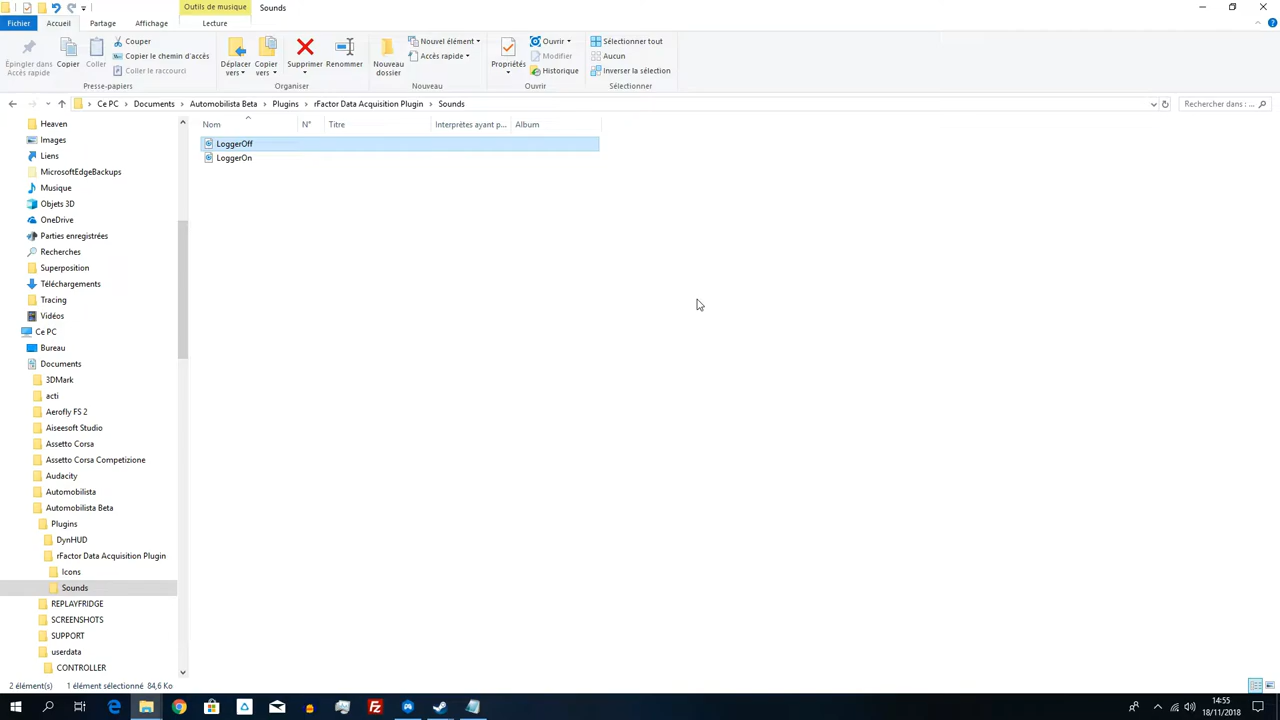 Outils de musique
Sounds
Fichier
Accueil
Partage
Affichage
Lecture
Épingler dans
Accès rapide
Copier
Coller
Couper
Copier le chemin d'accès
Coller le raccourci
Presse-papiers
Déplacer
vers
Copier
vers
Supprimer
Renommer
Organiser
Nouveau
dossier
Nouvel élément
Accès rapide
Nouveau
Propriétés
Ouvrir
Modifier
Historique
Ouvrir
Sélectionner tout
Aucun
Inverser la sélection
Sélectionner
Ce PC > Documents > Automobilista Beta > Plugins > rFactor Data Acquisition Plugin > Sounds
Rechercher dans : ...
Nom
N°
Titre
Interprètes ayant p...
Album
LoggerOff
LoggerOn
Heaven
Images
Liens
MicrosoftEdgeBackups
Musique
Objets 3D
OneDrive
Parties enregistrées
Recherches
Superposition
Téléchargements
Tracing
Vidéos
Ce PC
Bureau
Documents
3DMark
acti
Aerofly FS 2
Aiseesoft Studio
Assetto Corsa
Assetto Corsa Competizione
Audacity
Automobilista
Automobilista Beta
Plugins
DynHUD
rFactor Data Acquisition Plugin
Icons
Sounds
REPLAYFRIDGE
SCREENSHOTS
SUPPORT
userdata
CONTROLLER
2 élément(s)
1 élément sélectionné 84,6 Ko
14:55
18/11/2018